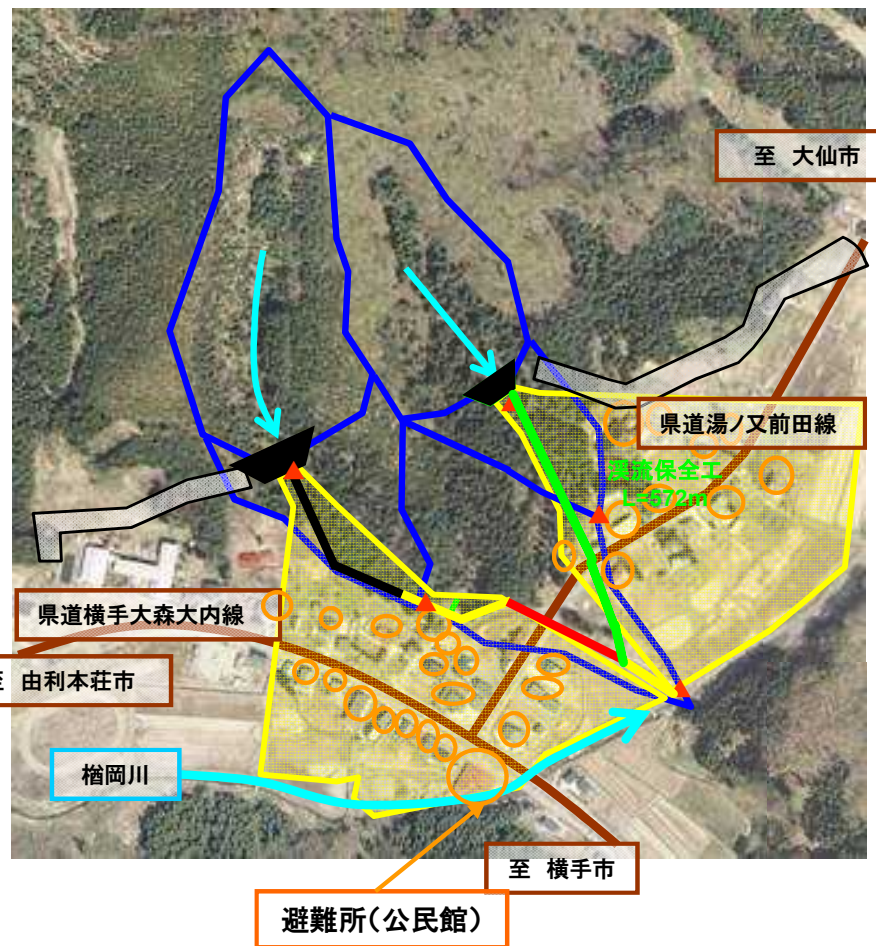 至 大仙市
県道湯ノ又前田線
渓流保全工
L=572m
県道横手大森大内線
至 由利本荘市
楢岡川
至 横手市
避難所(公民館)